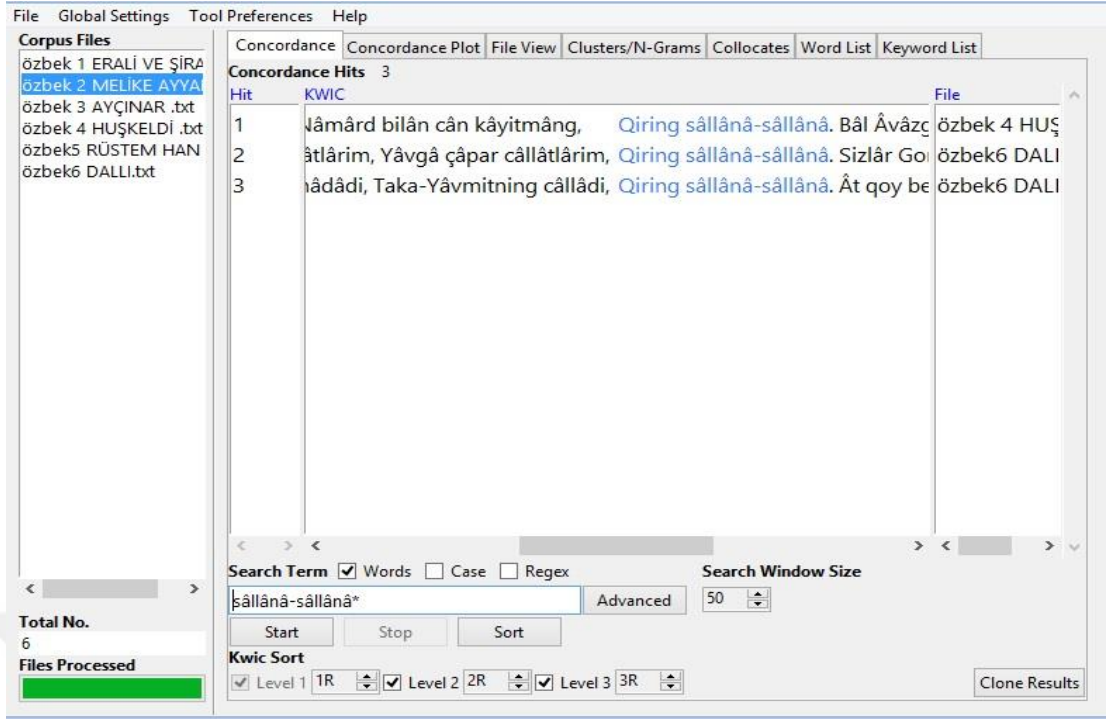 File Global Settings Tool Preferences Help
Corpus Files
özbek 1 ERALİ VE ŞİRA
özbek 2 MELİKE AYYA
özbek 3 AYÇINAR .txt
özbek 4 HUŞKELDİ .txt
özbek5 RÜSTEM HAN
özbek6 DALLI.txt
Total No.
6
Files Processed
Concordance Concordance Plot File View Clusters/N-Grams Collocates Word List Keyword List
Concordance Hits 3
Hit KWIC File
1 Nâmârd bilân cân kâyitmâng, Qiring sâllânâ-sâllânâ. Bâl Âvâzg özbek 4 HUŞ
2 âtlârim, Yâvgâ çâpar câllâtlârim, Qiring sâllânâ-sâllânâ. Sizlâr Go özbek6 DALI
3 âdâdi, Taka-Yâvmitning câllâdi, Qiring sâllânâ-sâllânâ. Ât qoy be özbek6 DALI
Search Term Words Case Regex Search Window Size
sâllânâ-sâllânâ* Advanced 50
Start Stop Sort
Kwic Sort
Level 1 1R Level 2 2R Level 3 3R Clone Results